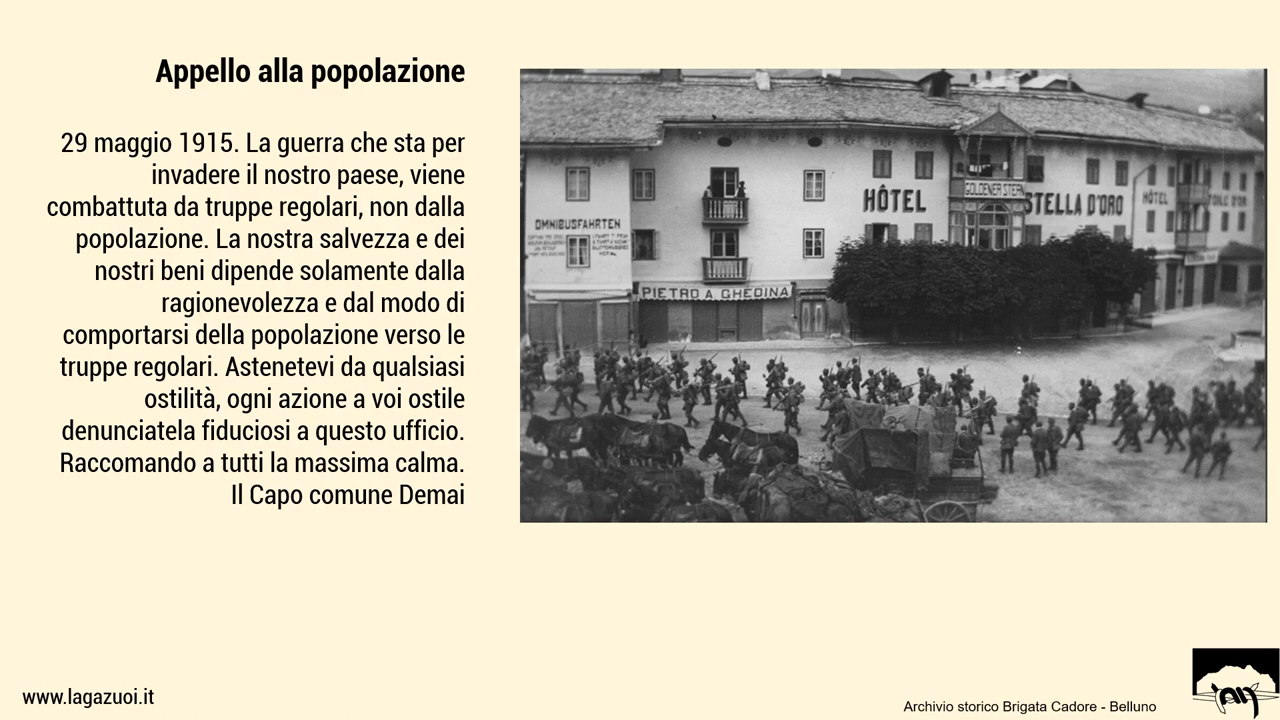 Appello alla popolazione
29 maggio 1915. La guerra che sta per
invadere il nostro paese, viene
combattuta da truppe regolari, non dalla
popolazione. La nostra salvezza e dei
nostri beni dipende solamente dalla
ragionevolezza e dal modo di
comportarsi della popolazione verso le
truppe regolari. Astenetevi da qualsiasi
ostilità, ogni azione a voi ostile
denunciatela fiduciosi a questo ufficio.
Raccomando a tutti la massima calma.
Il Capo comune Demai
OMNIBUSFAHRTEN
PIETRO A. GHEDINA
HÔTEL
GOLDENER STERN
STELLA D'ORO
HÔTEL
www.lagazuoi.it
Archivio storico Brigata Cadore - Belluno